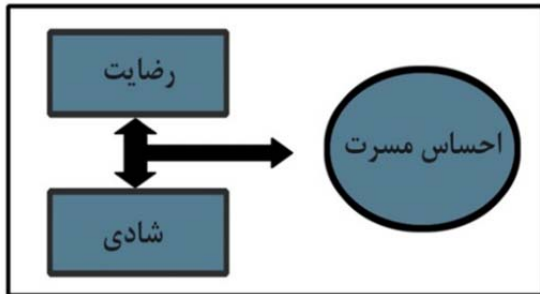 رضایت
احساس مسرت
شادی